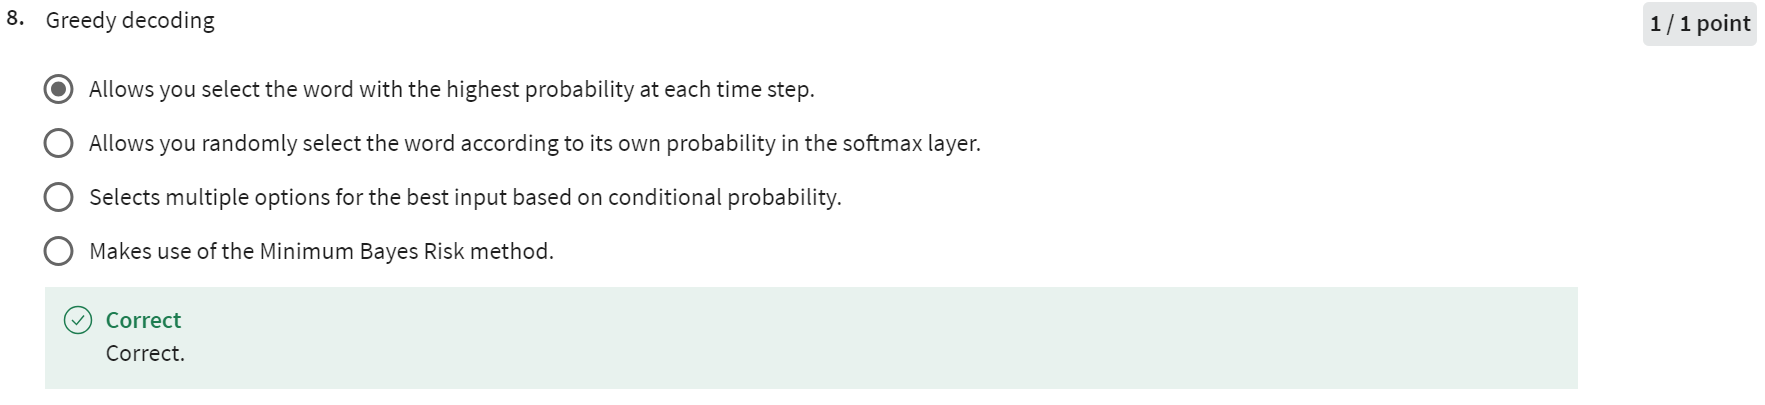 8. Greedy decoding
1 / 1 point
Allows you select the word with the highest probability at each time step.
Allows you randomly select the word according to its own probability in the softmax layer.
Selects multiple options for the best input based on conditional probability.
Makes use of the Minimum Bayes Risk method.
Correct
Correct.